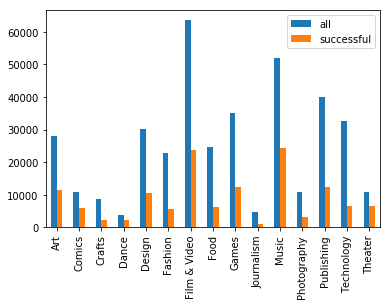 all
successful
60000
50000
40000
30000
20000
10000
0
Art
Comics
Crafts
Dance
Design
Fashion
Film & Video
Food
Games
Journalism
Music
Photography
Publishing
Technology
Theater